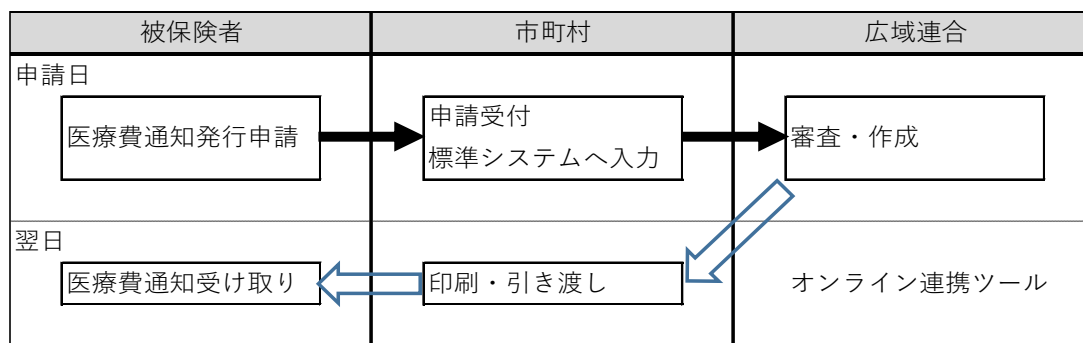 被保険者
市町村
広域連合
申請日
医療費通知発行申請
申請受付
標準システムへ入力
審査・作成
翌日
医療費通知受け取り
印刷・引き渡し
オンライン連携ツール